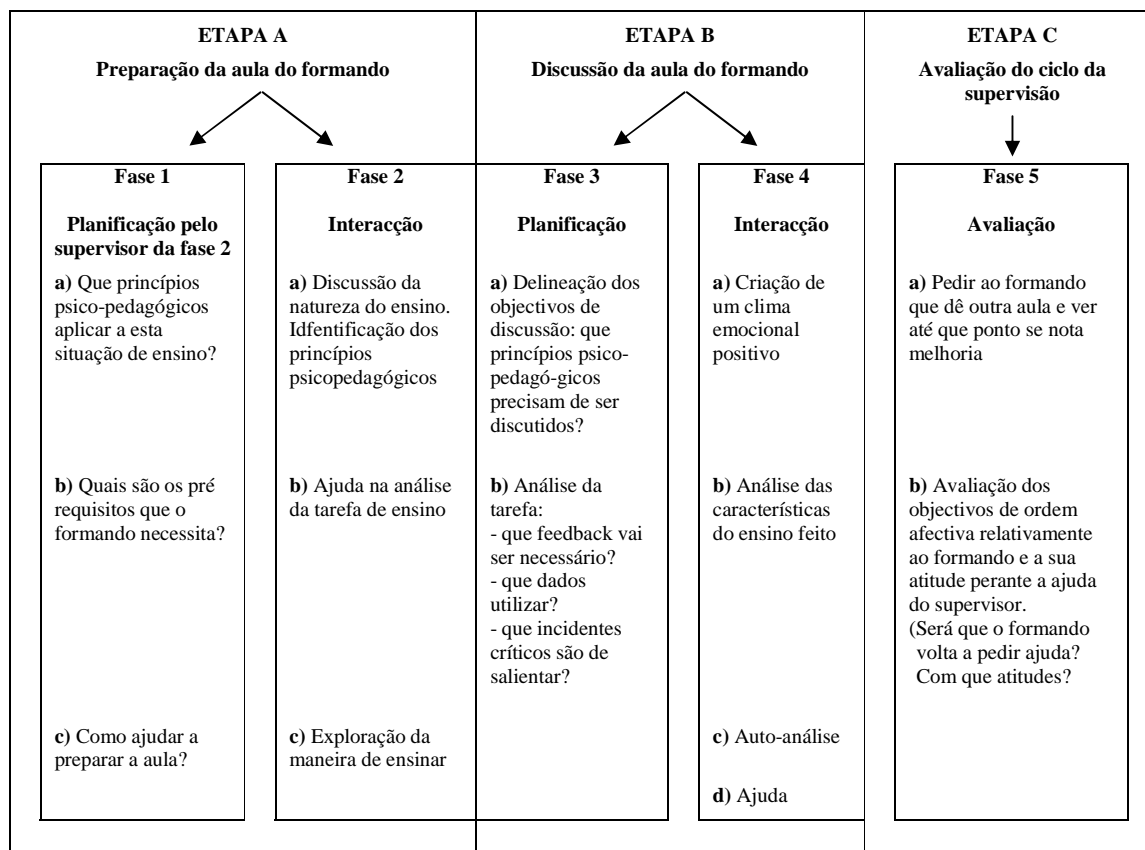 ETAPA A
Preparação da aula do formando
Fase 1
Planificação pelo
supervisor da fase 2
a) Que princípios
psico-pedagógicos
aplicar a esta
situação de ensino?
b) Quais são os pré
requisitos que o
formando necessita?
c) Como ajudar a
preparar a aula?
Fase 2
Interacção
a) Discussão da
natureza do ensino.
Idfentificação dos
princípios
psicopedagógicos
b) Ajuda na análise
da tarefa de ensino
c) Exploração da
maneira de ensinar
ETAPA B
Discussão da aula do formando
Fase 3
Planificação
a) Delineação dos
objectivos de
discussão: que
princípios psico-
pedagó-gicos
precisam de ser
discutidos?
b) Análise da
tarefa:
- que feedback vai
ser necessário?
- que dados
utilizar?
- que incidentes
críticos são de
salientar?
Fase 4
Interacção
a) Criação de
um clima
emocional
positivo
b) Análise das
características
do ensino feito
c) Auto-análise
d) Ajuda
ETAPA C
Avaliação do ciclo da
supervisão
Fase 5
Avaliação
a) Pedir ao formando
que dê outra aula e ver
até que ponto se nota
melhoria
b) Avaliação dos
objectivos de ordem
afectiva relativamente
ao formando e a sua
atitude perante a ajuda
do supervisor.
(Será que o formando
volta a pedir ajuda?
Com que atitudes?